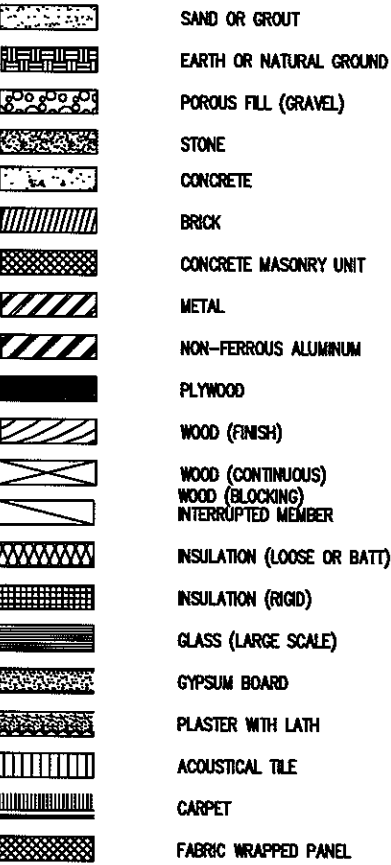 SAND OR GROUT
EARTH OR NATURAL GROUND
POROUS FILL (GRAVEL)
STONE
CONCRETE
BRICK
CONCRETE MASONRY UNIT
METAL
NON-FERROUS ALUMINUM
PLYWOOD
WOOD (FINISH)
WOOD (CONTINUOUS)
WOOD (BLOCKING)
INTERRUPTED MEMBER
INSULATION (LOOSE OR BATT)
INSULATION (RIGID)
GLASS (LARGE SCALE)
GYPSUM BOARD
PLASTER WITH LATH
ACOUSTICAL TILE
CARPET
FABRIC WRAPPED PANEL